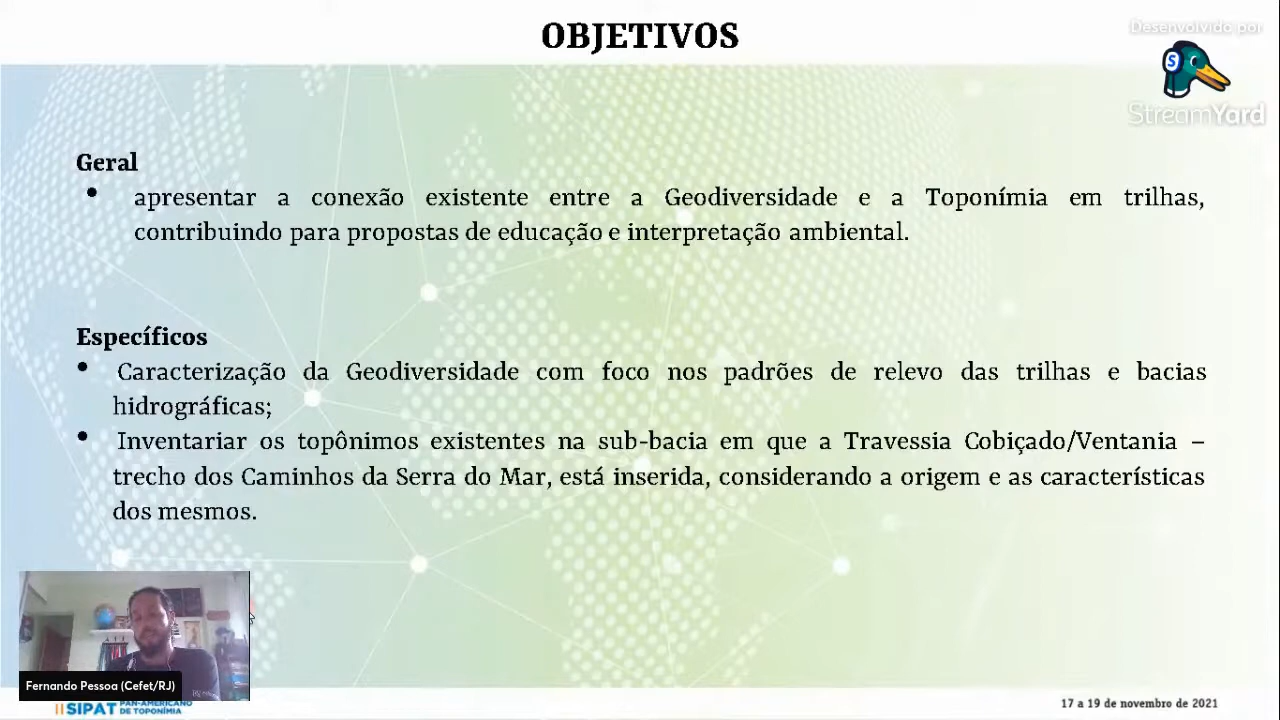 OBJETIVOS
Desenvolvido por
StreamYard
Geral
• apresentar a conexão existente entre a Geodiversidade e a Toponímia em trilhas,
contribuindo para propostas de educação e interpretação ambiental.
Específicos
• Caracterização da Geodiversidade com foco nos padrões de relevo das trilhas e bacias
hidrográficas;
• Inventariar os topônimos existentes na sub-bacia em que a Travessia Cobiçado/Ventania –
trecho dos Caminhos da Serra do Mar, está inserida, considerando a origem e as características
dos mesmos.
Fernando Pessoa (Cefet/RJ)
II SIPAT PAN-AMERICANO
DE TOPONÍMIA
17 a 19 de novembro de 2021